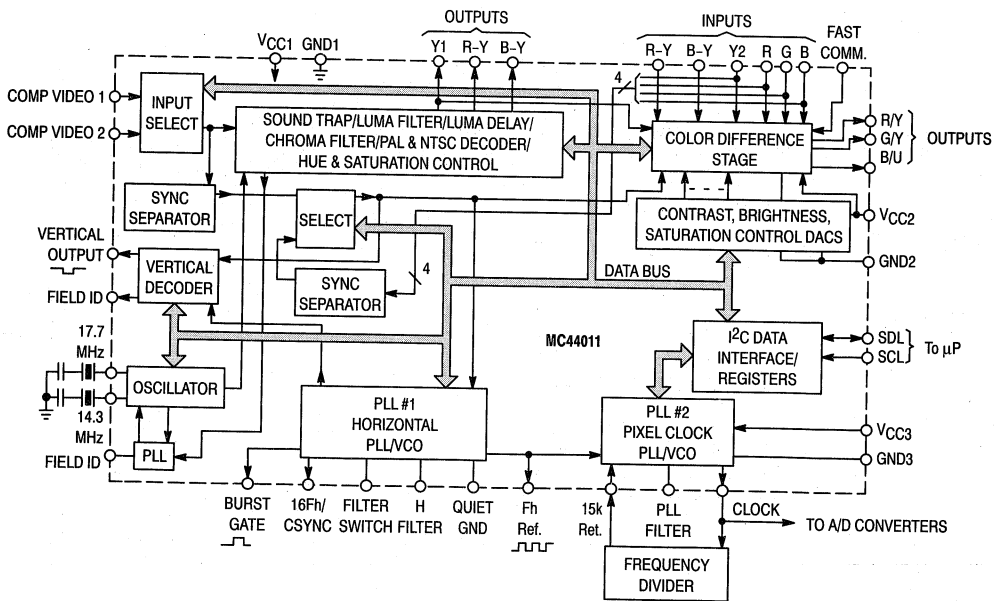 OUTPUTS
INPUTS
VCC1 GND1
Y1 R–Y B–Y
R–Y B–Y Y2 R G B
FAST
COMM.
4
COMP VIDEO 1
COMP VIDEO 2
INPUT
SELECT
SOUND TRAP/LUMA FILTER/LUMA DELAY/
CHROMA FILTER/PAL & NTSC DECODER/
HUE & SATURATION CONTROL
COLOR DIFFERENCE
STAGE
R/Y
G/Y
B/U
OUTPUTS
SYNC
SEPARATOR
SELECT
CONTRAST, BRIGHTNESS,
SATURATION CONTROL DACS
VCC2
GND2
VERTICAL
OUTPUT
VERTICAL
DECODER
FIELD ID
SYNC
SEPARATOR
4
DATA BUS
MC44011
I2C DATA
INTERFACE/
REGISTERS
SDL
SCL
To µP
17.7
MHz
14.3
MHz
OSCILLATOR
PLL
FIELD ID
PLL #1
HORIZONTAL
PLL/VCO
PLL #2
PIXEL CLOCK
PLL/VCO
VCC3
GND3
BURST
GATE
16Fh/
CSYNC
FILTER
SWITCH
H
FILTER
QUIET
GND
Fh
Ref.
15k
Ret.
PLL
FILTER
CLOCK
TO A/D CONVERTERS
FREQUENCY
DIVIDER